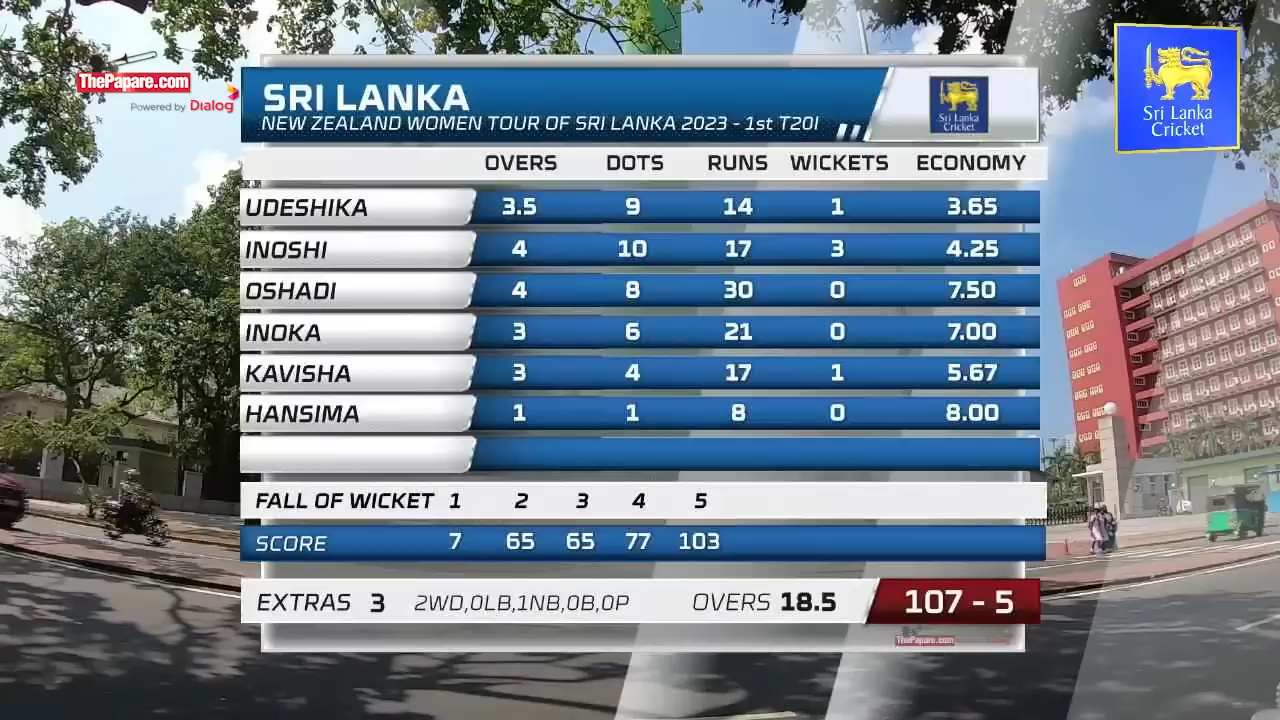 ThePapare.com
Powered by Dialog
SRI LANKA
NEW ZEALAND WOMEN TOUR OF SRI LANKA 2023 - 1st T20I
Sri Lanka
Cricket
Sri Lanka
Cricket
OVERS DOTS RUNS WICKETS ECONOMY
UDESHIKA 3.5 9 14 1 3.65
INOSHI 4 10 17 3 4.25
OSHADI 4 8 30 0 7.50
INOKA 3 6 21 0 7.00
KAVISHA 3 4 17 1 5.67
HANSIMA 1 1 8 0 8.00
FALL OF WICKET 1 2 3 4 5
SCORE 7 65 65 77 103
EXTRAS 3 2WD,0LB,1NB,0B,0P OVERS 18.5 107 - 5
ThePapare.com